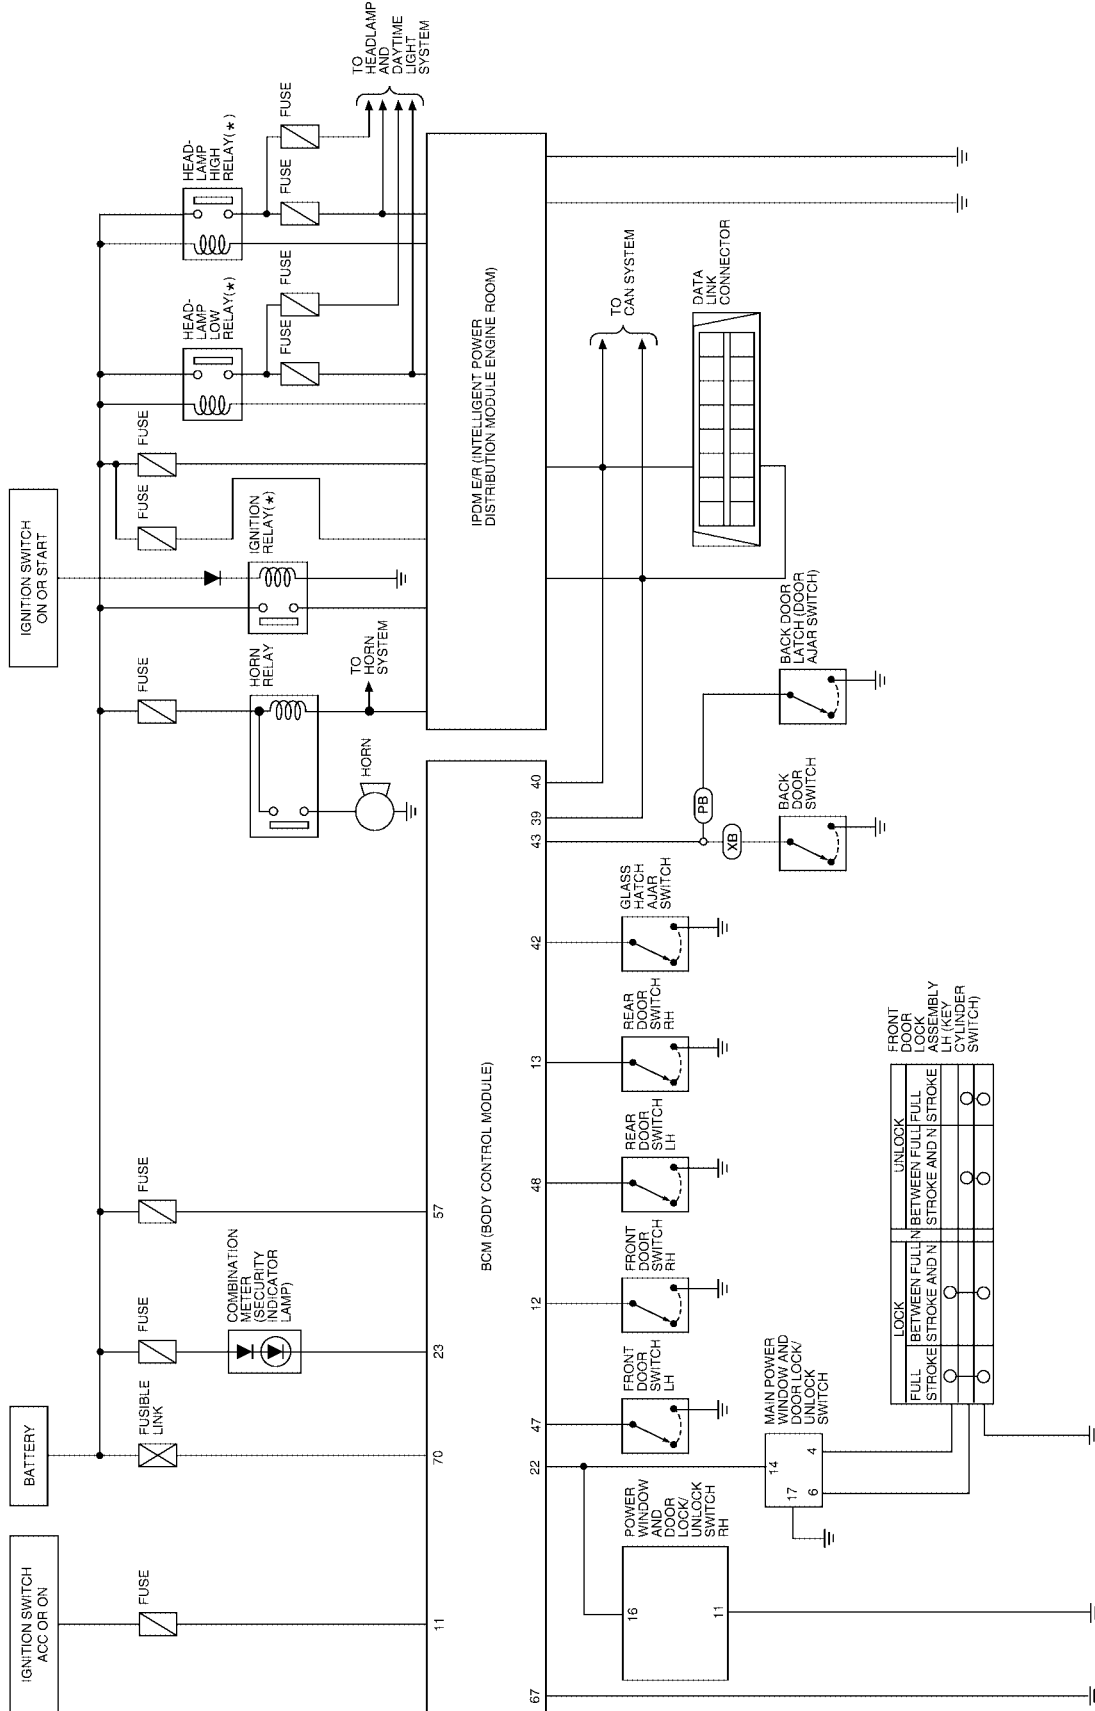 IGNITION SWITCH
ACC OR ON
FUSE
11
BATTERY
FUSIBLE
LINK
70
FUSE
COMBINATION
METER
(SECURITY
INDICATOR
LAMP)
23
FUSE
57
FUSE
HORN
RELAY
HORN
TO
HORN
SYSTEM
IGNITION SWITCH
ON OR START
IGNITION
RELAY(*)
FUSE
FUSE
HEAD-
LAMP
LOW
RELAY(*)
FUSE
FUSE
HEAD-
LAMP
HIGH
RELAY(*)
FUSE
FUSE
TO
HEADLAMP
AND
DAYTIME
LIGHT
SYSTEM
BCM (BODY CONTROL MODULE)
IPDM E/R (INTELLIGENT POWER
DISTRIBUTION MODULE ENGINE ROOM)
67
22
47
12
48
13
42
43
39
40
POWER
WINDOW
AND
DOOR
LOCK/
UNLOCK
SWITCH
RH
16
11
FRONT
DOOR
SWITCH
LH
FRONT
DOOR
SWITCH
RH
REAR
DOOR
SWITCH
LH
REAR
DOOR
SWITCH
RH
GLASS
HATCH
AJAR
SWITCH
PB
XB
BACK
DOOR
SWITCH
BACK DOOR
LATCH (DOOR
AJAR SWITCH)
TO
CAN SYSTEM
DATA
LINK
CONNECTOR
MAIN POWER
WINDOW AND
DOOR LOCK/
UNLOCK
SWITCH
14
17
6
4
FRONT
DOOR
LOCK
ASSEMBLY
LH (KEY
CYLINDER
SWITCH)
LOCK
UNLOCK
FULL BETWEEN FULL N BETWEEN FULL FULL
STROKE STROKE AND N STROKE AND N STROKE